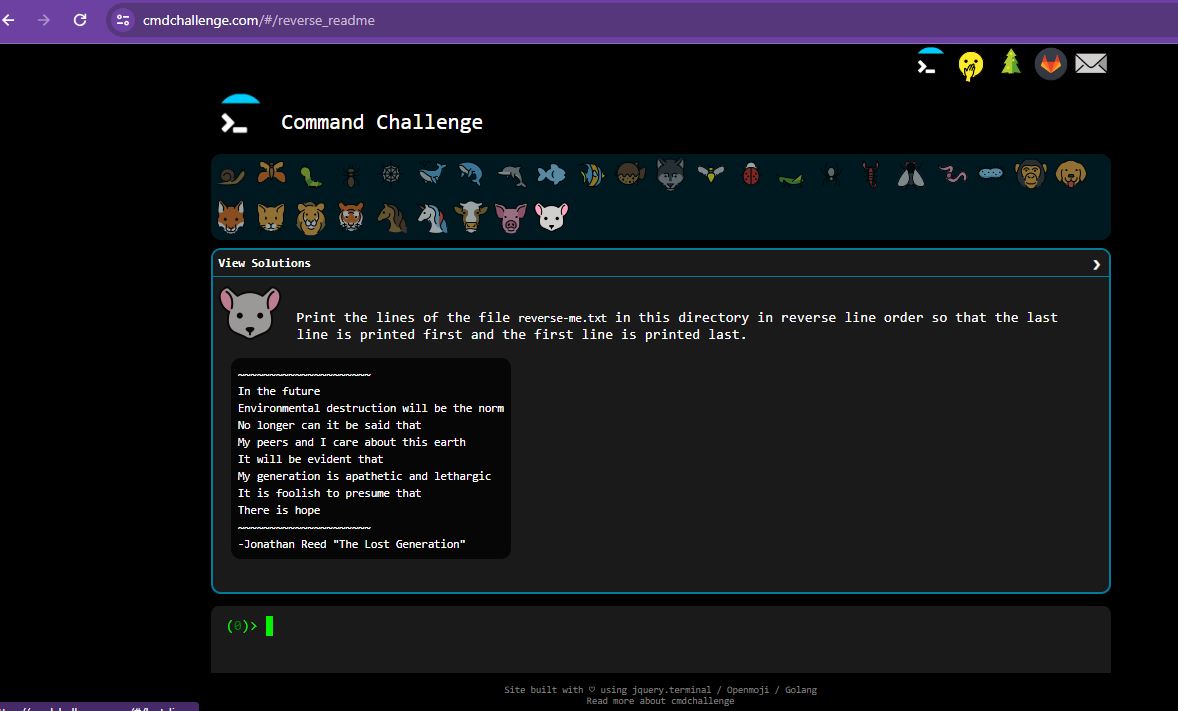 cmdchallenge.com/#/reverse_readme
Command Challenge
View Solutions
Print the lines of the file reverse-me.txt in this directory in reverse line order so that the last
line is printed first and the first line is printed last.
~~~~~~~~~~~~~~~~~~~~~
In the future
Environmental destruction will be the norm
No longer can it be said that
My peers and I care about this earth
It will be evident that
My generation is apathetic and lethargic
It is foolish to presume that
There is hope
~~~~~~~~~~~~~~~~~~~~~
-Jonathan Reed "The Lost Generation"
(0)>
Site built with ♡ using jquery.terminal / Openmoji / Golang
Read more about cmdchallenge